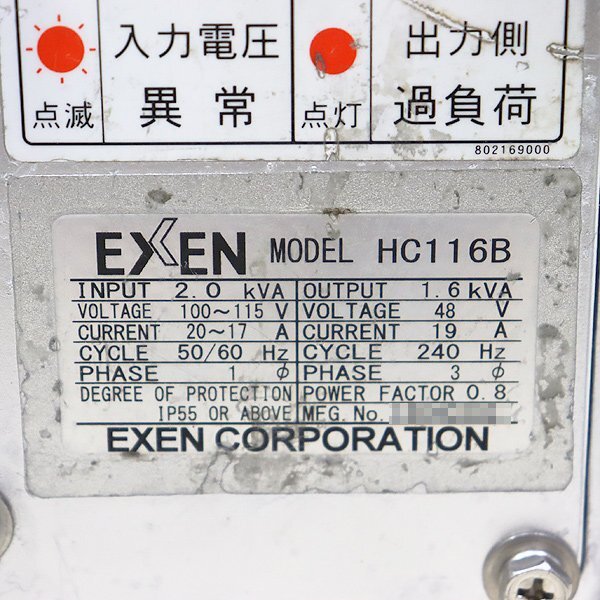 入力電圧 出力側
点滅 異常 点灯 過負荷
802169000
EXEN MODEL HC116B
INPUT 2.0 kVA OUTPUT 1.6 kVA
VOLTAGE 100～115 V VOLTAGE 48 V
CURRENT 20～17 A CURRENT 19 A
CYCLE 50/60 Hz CYCLE 240 Hz
PHASE 1 φ PHASE 3 φ
DEGREE OF PROTECTION POWER FACTOR 0.8
IP55 OR ABOVE MFG. No.
EXEN CORPORATION